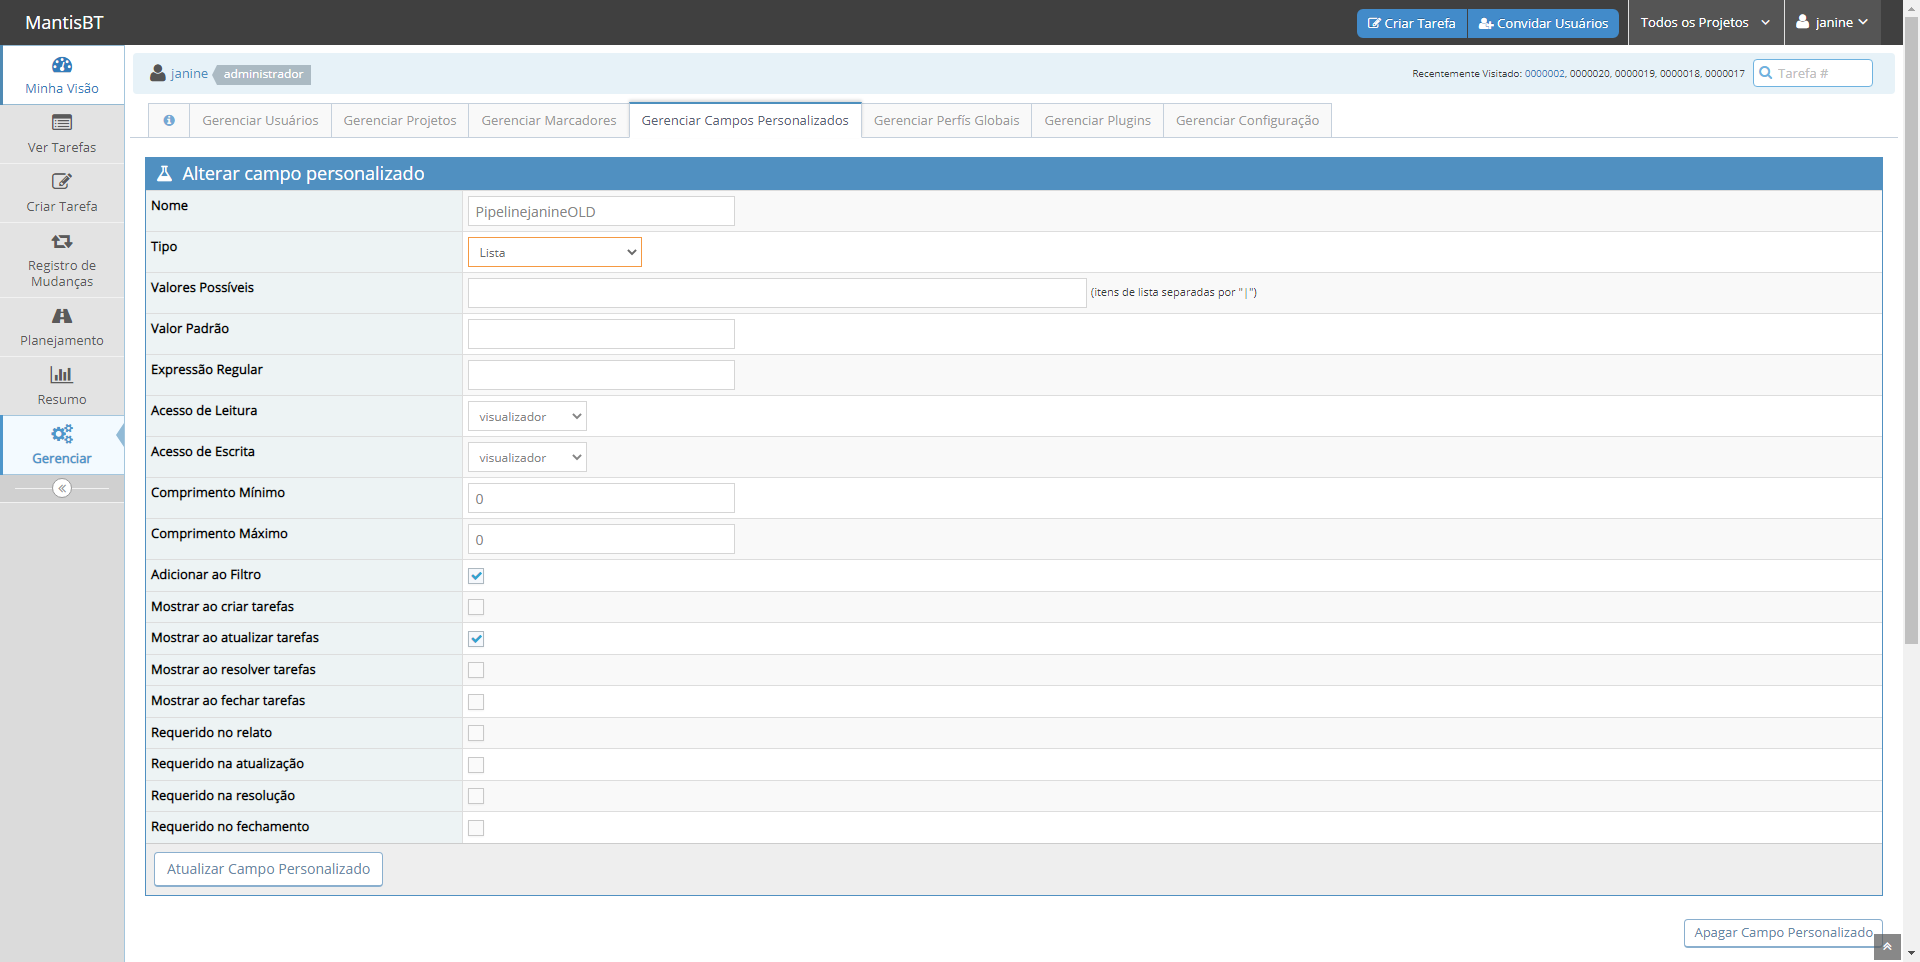 MantisBT
Criar Tarefa
Convidar Usuários
Todos os Projetos
janine
Minha Visão
Ver Tarefas
Criar Tarefa
Registro de
Mudanças
Planejamento
Resumo
Gerenciar
janine
administrador
Recentemente Visitado: 0000002, 0000020, 0000019, 0000018, 0000017
Tarefa #
Gerenciar Usuários
Gerenciar Projetos
Gerenciar Marcadores
Gerenciar Campos Personalizados
Gerenciar Perfís Globais
Gerenciar Plugins
Gerenciar Configuração
Alterar campo personalizado
Nome
PipelinejanineOLD
Tipo
Lista
Valores Possíveis
(itens de lista separadas por "|")
Valor Padrão
Expressão Regular
Acesso de Leitura
visualizador
Acesso de Escrita
visualizador
Comprimento Mínimo
0
Comprimento Máximo
0
Adicionar ao Filtro
Mostrar ao criar tarefas
Mostrar ao atualizar tarefas
Mostrar ao resolver tarefas
Mostrar ao fechar tarefas
Requerido no relato
Requerido na atualização
Requerido na resolução
Requerido no fechamento
Atualizar Campo Personalizado
Apagar Campo Personalizado